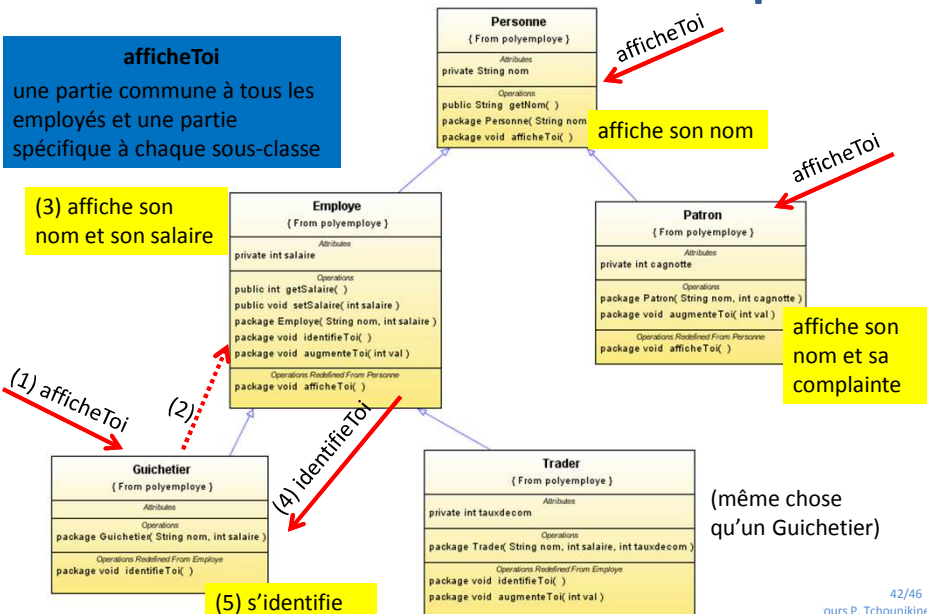 afficheToi
une partie commune à tous les
employés et une partie
spécifique à chaque sous-classe
Personne
{ From polyemploye }
Attributes
private String nom
Operations
public String getNom( )
package Personne( String nom
package void afficheToi( )
afficheToi
affiche son nom
afficheToi
(3) affiche son
nom et son salaire
Employe
{ From polyemploye }
Attributes
private int salaire
Operations
public int getSalaire( )
public void setSalaire( int salaire )
package Employe( String nom, int salaire )
package void identifieToi( )
package void augmenteToi( int val )
Operations Redefined From Personne
package void afficheToi( )
Patron
{ From polyemploye }
Attributes
private int cagnotte
Operations
package Patron( String nom, int cagnotte )
package void augmenteToi( int val )
Operations Redefined From Personne
package void afficheToi( )
affiche son
nom et sa
complainte
(1) afficheToi
(2)
(4) identifieToi
Guichetier
{ From polyemploye }
Attributes
Operations
package Guichetier( String nom, int salaire )
Operations Redefined From Employe
package void identifieToi( )
(5) s’identifie
Trader
{ From polyemploye }
Attributes
private int tauxdecom
Operations
package Trader( String nom, int salaire, int tauxdecom )
Operations Redefined From Employe
package void identifieToi( )
package void augmenteToi( int val )
(même chose
qu’un Guichetier)
42/46
ours P. Tchounikine